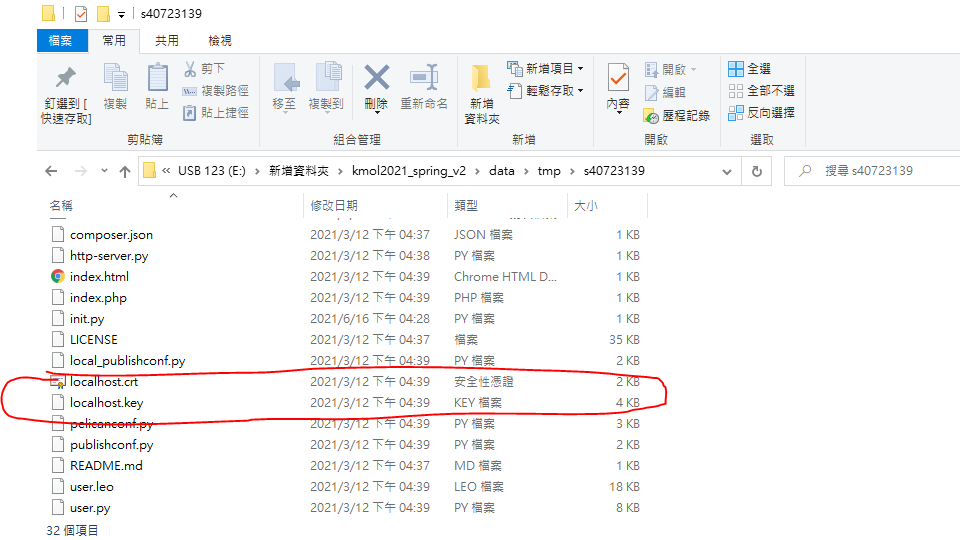 s40723139
檔案 常用 共用 檢視
釘選到 [快速存取] 複製 貼上 剪下 複製路徑 貼上捷徑
移至 複製到 刪除 重新命名
新增資料夾 新增項目 輕鬆存取
內容 開啟 編輯 歷程記錄
全選 全部不選 反向選擇
剪貼簿 組合管理 新增 開啟 選取
« USB 123 (E:) › 新增資料夾 › kmol2021_spring_v2 › data › tmp › s40723139 搜尋 s40723139
名稱 修改日期 類型 大小
composer.json 2021/3/12 下午 04:37 JSON 檔案 1 KB
http-server.py 2021/3/12 下午 04:38 PY 檔案 1 KB
index.html 2021/3/12 下午 04:39 Chrome HTML D... 1 KB
index.php 2021/3/12 下午 04:39 PHP 檔案 1 KB
init.py 2021/6/16 下午 04:28 PY 檔案 1 KB
LICENSE 2021/3/12 下午 04:37 檔案 35 KB
local_publishconf.py 2021/3/12 下午 04:39 PY 檔案 2 KB
localhost.crt 2021/3/12 下午 04:39 安全性憑證 2 KB
localhost.key 2021/3/12 下午 04:39 KEY 檔案 4 KB
pelicanconf.py 2021/3/12 下午 04:39 PY 檔案 3 KB
publishconf.py 2021/3/12 下午 04:39 PY 檔案 2 KB
README.md 2021/3/12 下午 04:37 MD 檔案 1 KB
user.leo 2021/3/12 下午 04:39 LEO 檔案 18 KB
user.py 2021/3/12 下午 04:39 PY 檔案 8 KB
32 個項目